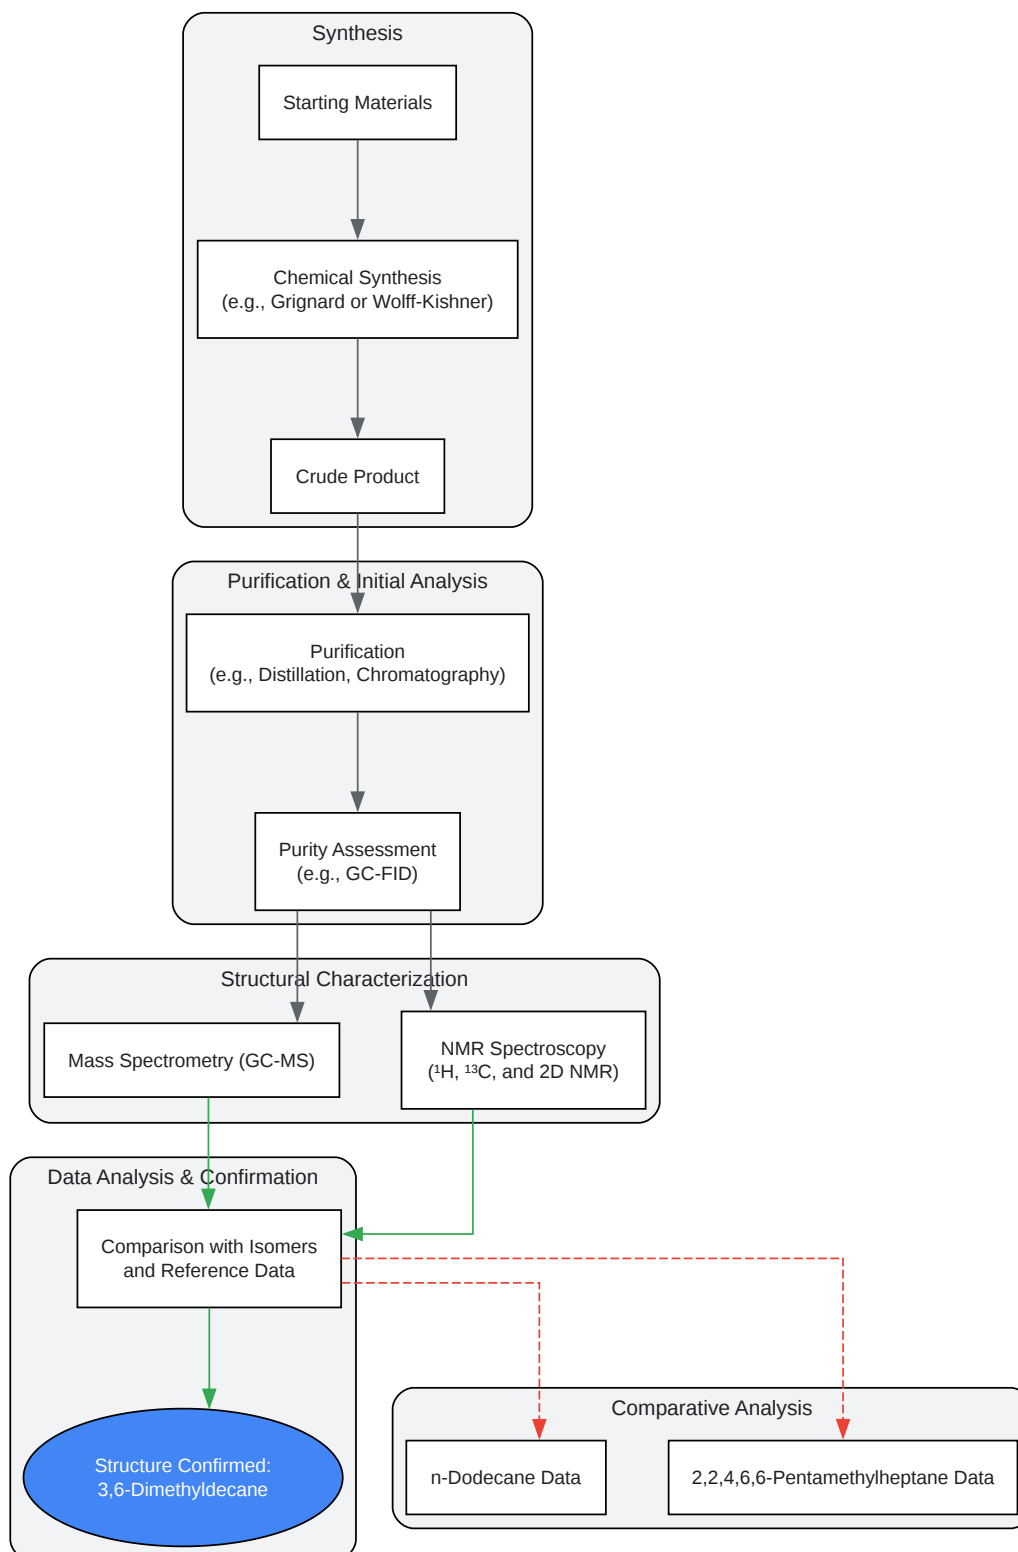 Synthesis
Starting Materials
Chemical Synthesis
(e.g., Grignard or Wolff-Kishner)
Crude Product
Purification & Initial Analysis
Purification
(e.g., Distillation, Chromatography)
Purity Assessment
(e.g., GC-FID)
Structural Characterization
Mass Spectrometry (GC-MS)
NMR Spectroscopy
(¹H, ¹³C, and 2D NMR)
Data Analysis & Confirmation
Comparison with Isomers
and Reference Data
Structure Confirmed:
3,6-Dimethyldecane
Comparative Analysis
n-Dodecane Data
2,2,4,6,6-Pentamethylheptane Data